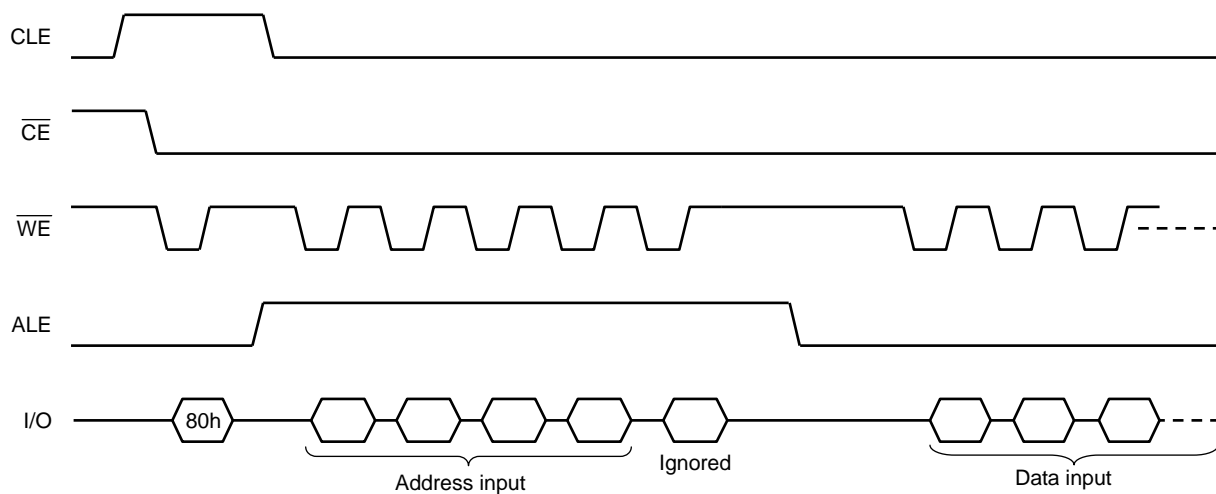 CLE
CE
WE
ALE
I/O
80h
Address input
Ignored
Data input